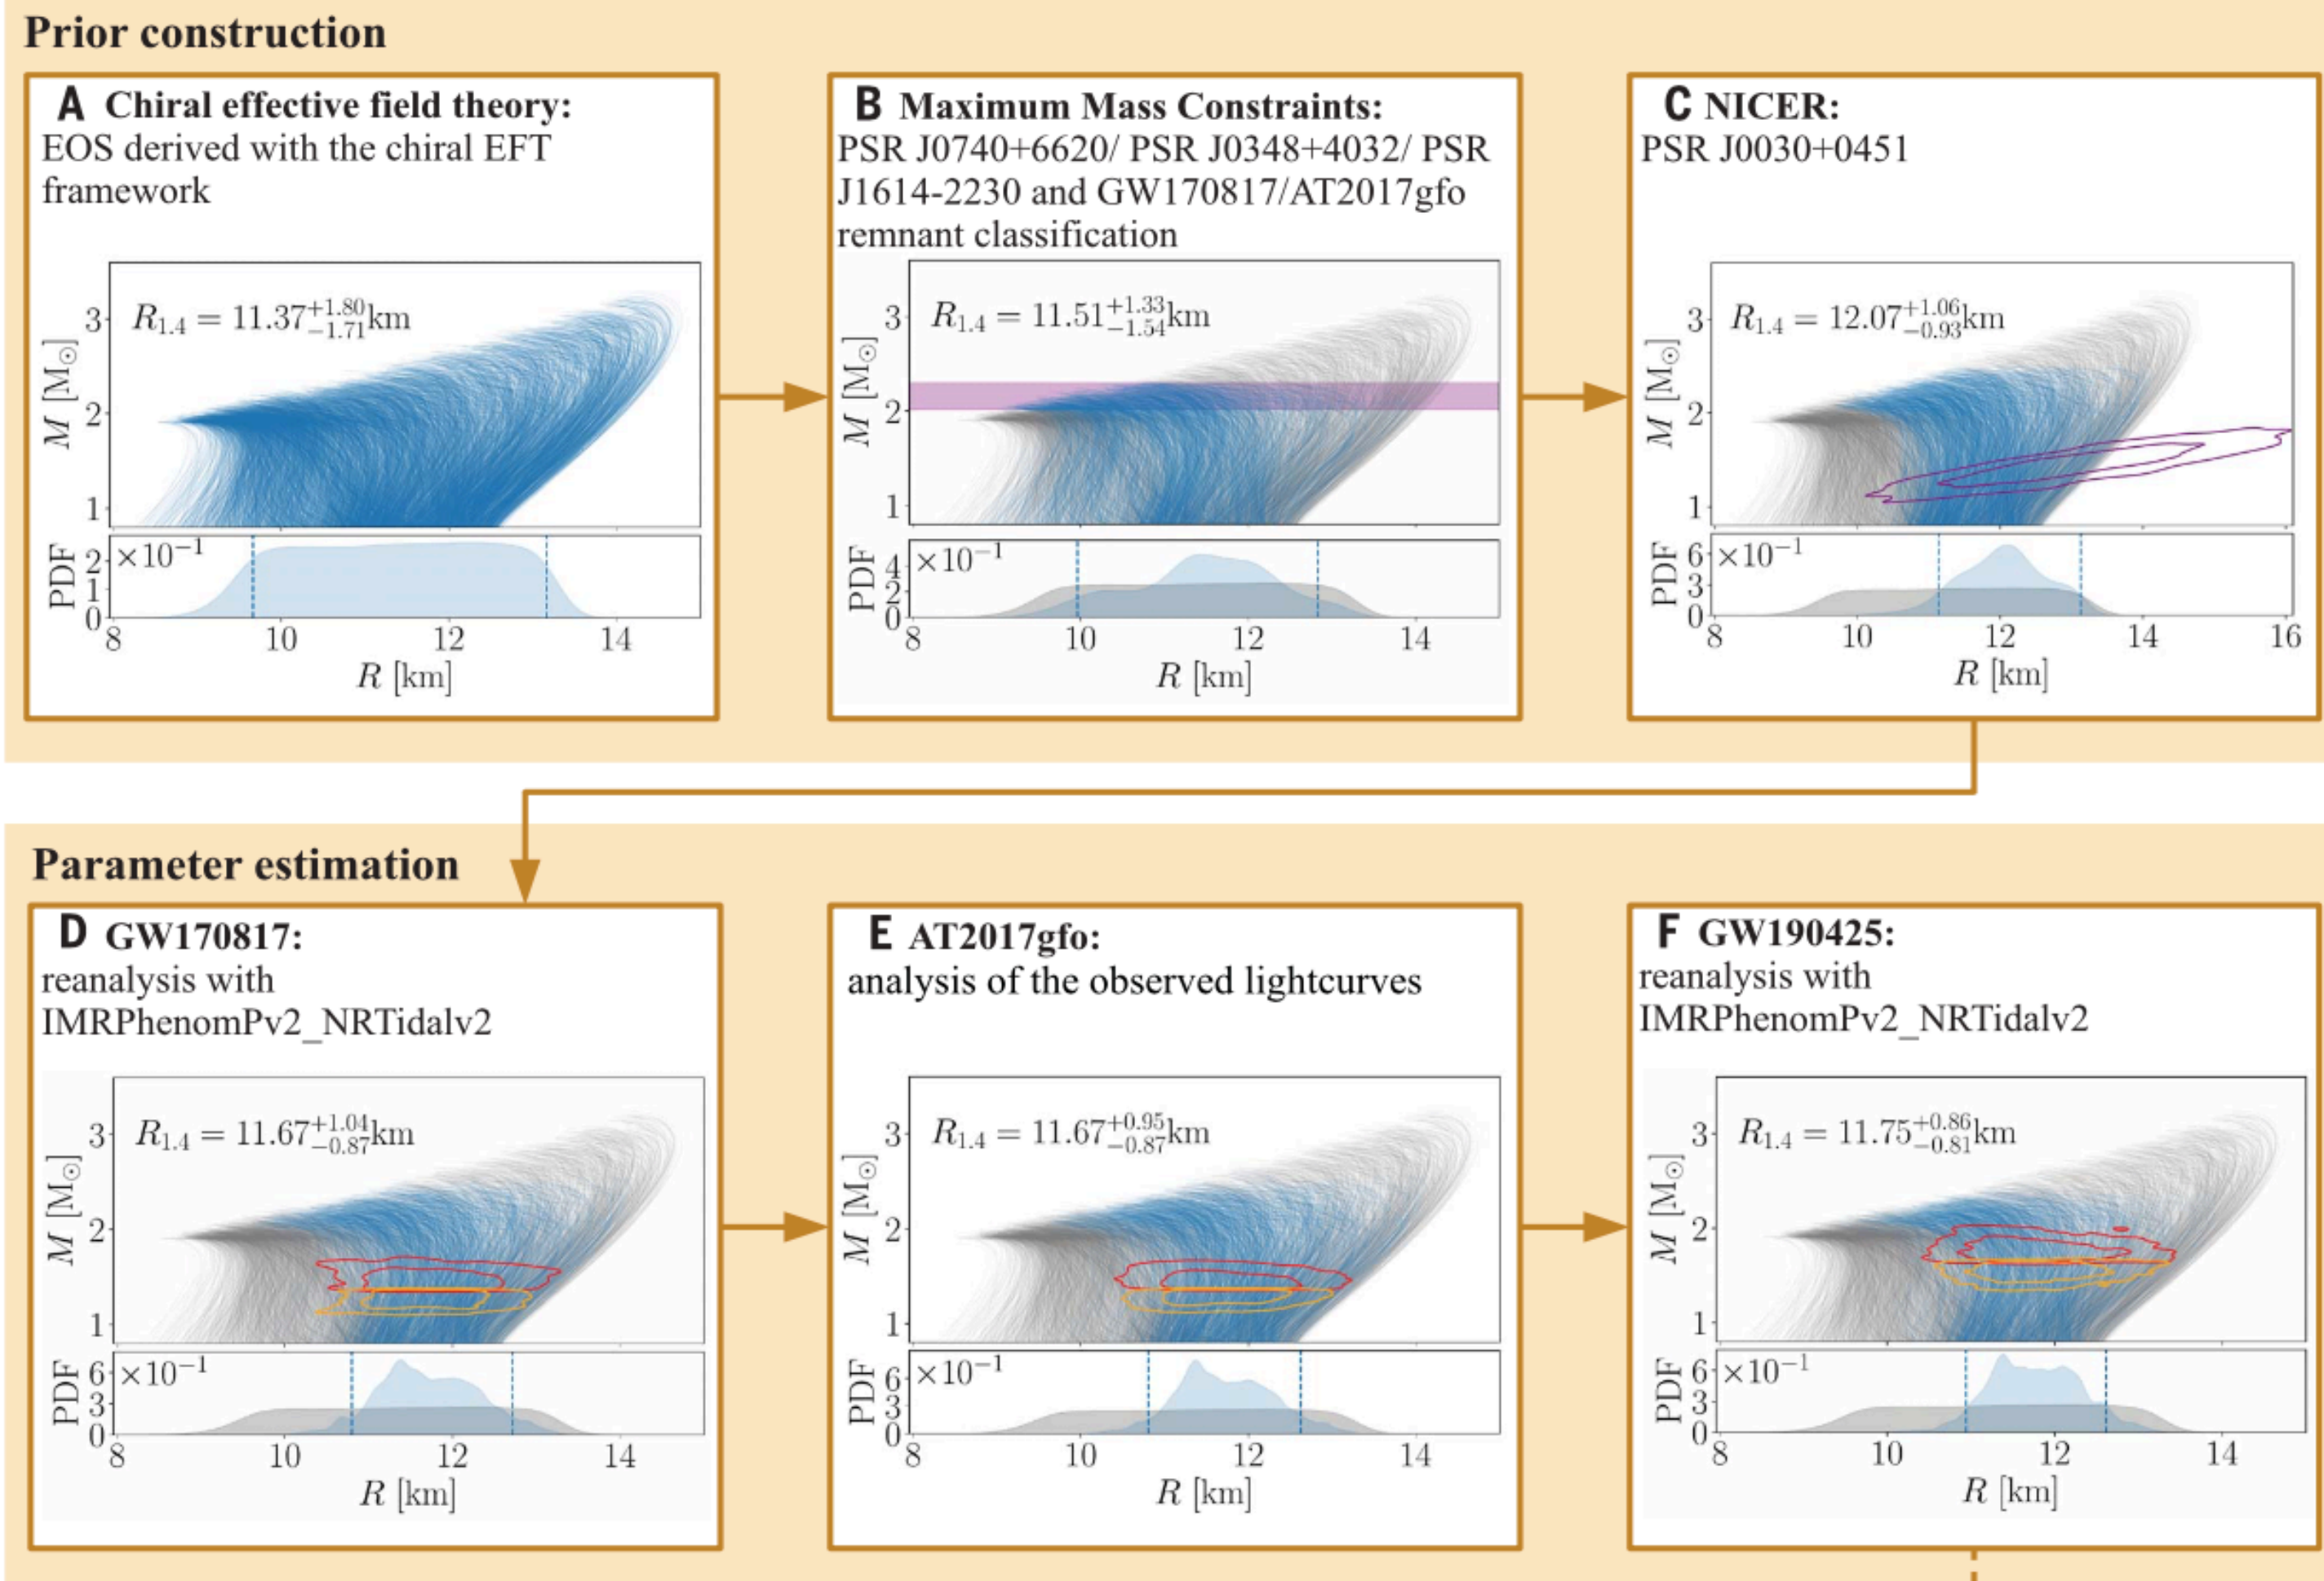 Prior construction
A Chiral effective field theory:
EOS derived with the chiral EFT
framework
R1.4 = 11.37+1.80−1.71km
M [M⊙]
3
2
1
PDF
×10−1
2
1
0
8 10 12 14
R [km]
B Maximum Mass Constraints:
PSR J0740+6620/ PSR J0348+4032/ PSR
J1614-2230 and GW170817/AT2017gfo
remnant classification
R1.4 = 11.51+1.33−1.54km
M [M⊙]
3
2
1
PDF
×10−1
4
2
0
8 10 12 14
R [km]
C NICER:
PSR J0030+0451
R1.4 = 12.07+1.06−0.93km
M [M⊙]
3
2
1
PDF
×10−1
6
3
0
8 10 12 14 16
R [km]
Parameter estimation
D GW170817:
reanalysis with
IMRPhenomPv2_NRTidalv2
R1.4 = 11.67+1.04−0.87km
M [M⊙]
3
2
1
PDF
×10−1
6
3
0
8 10 12 14
R [km]
E AT2017gfo:
analysis of the observed lightcurves
R1.4 = 11.67+0.95−0.87km
M [M⊙]
3
2
1
PDF
×10−1
6
3
0
8 10 12 14
R [km]
F GW190425:
reanalysis with
IMRPhenomPv2_NRTidalv2
R1.4 = 11.75+0.86−0.81km
M [M⊙]
3
2
1
PDF
×10−1
6
3
0
8 10 12 14
R [km]